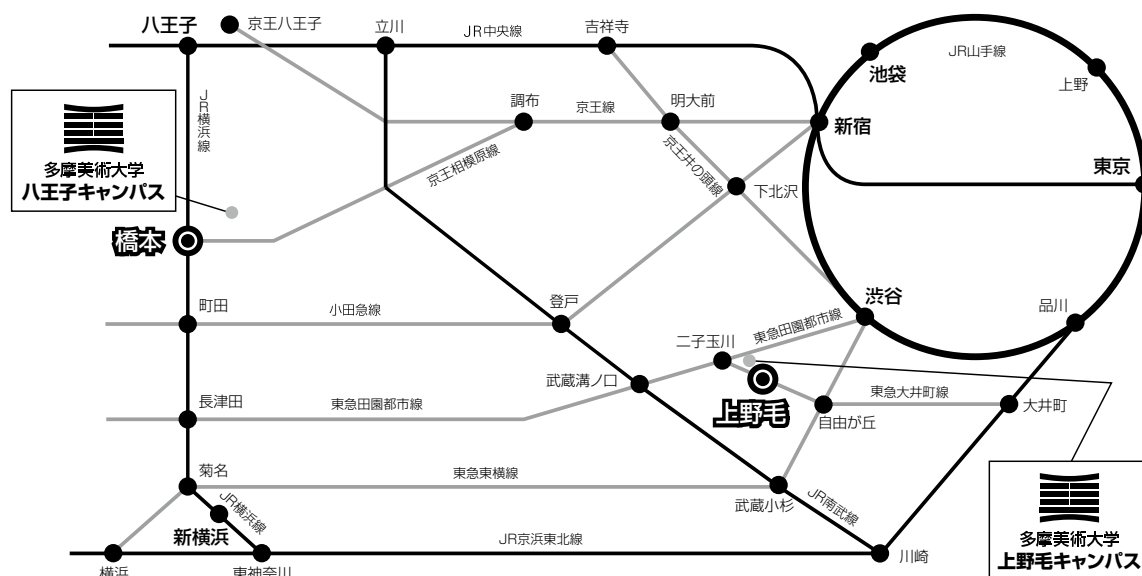 八王子
京王八王子
立川
JR中央線
吉祥寺
JR山手線
池袋
上野
JR横浜線
調布
京王線
明大前
新宿
多摩美術大学
八王子キャンパス
京王相模原線
京王井の頭線
下北沢
東京
橋本
町田
小田急線
登戸
渋谷
品川
二子玉川
東急田園都市線
武蔵溝ノ口
上野毛
東急大井町線
自由が丘
大井町
長津田
東急田園都市線
菊名
東急東横線
武蔵小杉
JR南武線
JR横浜線
新横浜
JR京浜東北線
川崎
横浜
東神奈川
多摩美術大学
上野毛キャンパス